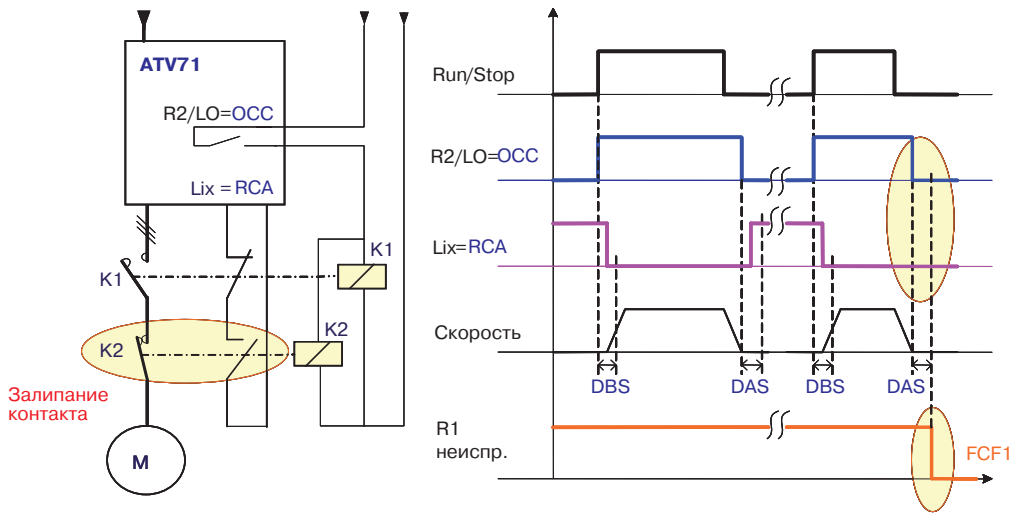 ATV71
R2/LO=OCC
Lix = RCA
K1
K1
K2
K2
Залипание
контакта
M
Run/Stop
R2/LO=OCC
Lix=RCA
Скорость
DBS
DAS
DBS
DAS
R1
неиспр.
FCF1